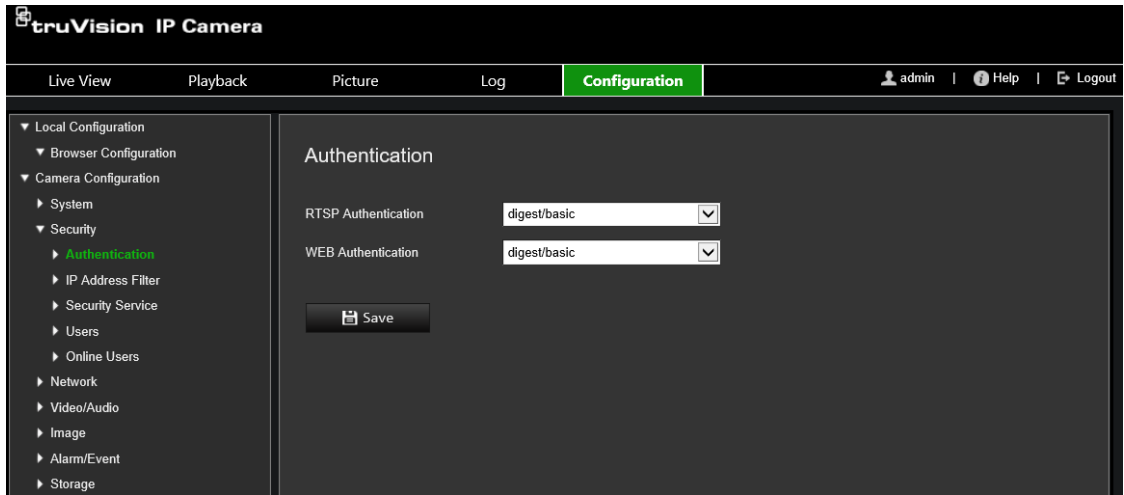 truVision IP Camera
Live View Playback Picture Log Configuration admin | Help | Logout
Local Configuration
Browser Configuration
Camera Configuration
System
Security
Authentication
IP Address Filter
Security Service
Users
Online Users
Network
Video/Audio
Image
Alarm/Event
Storage
Authentication
RTSP Authentication digest/basic
WEB Authentication digest/basic
Save